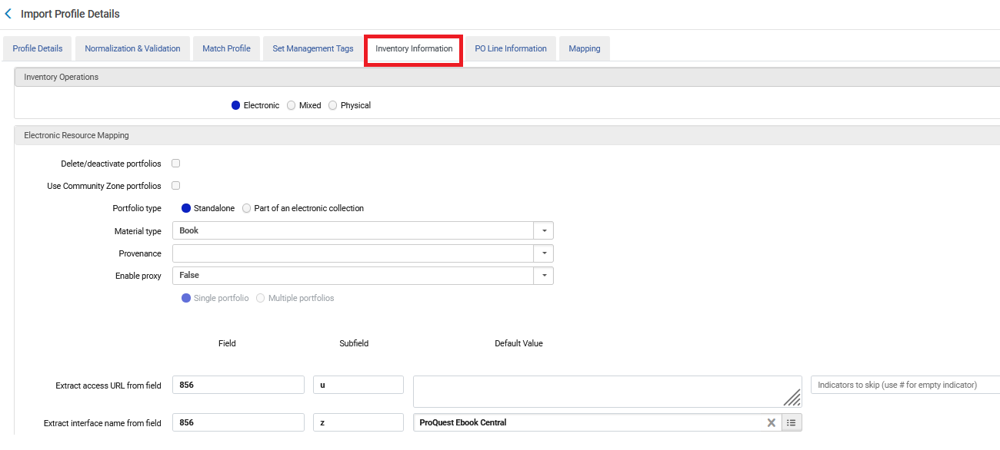 Import Profile Details
Profile Details Normalization & Validation Match Profile Set Management Tags Inventory Information PO Line Information Mapping
Inventory Operations
Electronic Mixed Physical
Electronic Resource Mapping
Delete/deactivate portfolios
Use Community Zone portfolios
Portfolio type Standalone Part of an electronic collection
Material type Book
Provenance
Enable proxy False
Single portfolio Multiple portfolios
Field Subfield Default Value
Extract access URL from field 856 u Indicators to skip (use # for empty indicator)
Extract interface name from field 856 z ProQuest Ebook Central